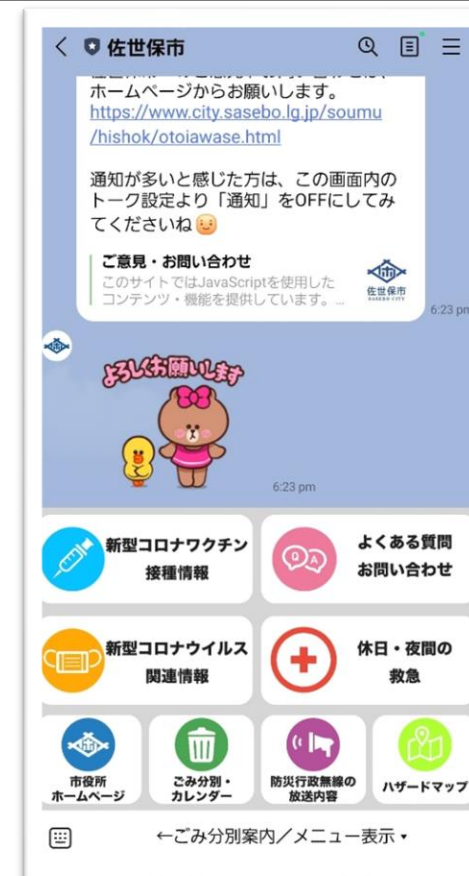 佐世保市
ホームページからお願いします。
https://www.city.sasebo.lg.jp/soumu
/hishok/otoiawase.html
通知が多いと感じた方は、この画面内の
トーク設定より「通知」をOFFにしてみ
てくださいね
ご意見・お問い合わせ
このサイトではJavaScriptを使用した
コンテンツ・機能を提供しています。...
佐世保市
SASEBO CITY
6:23 pm
よろしくお願いします
6:23 pm
新型コロナワクチン
接種情報
Q A
よくある質問
お問い合わせ
新型コロナウイルス
関連情報
休日・夜間の
救急
市役所
ホームページ
ごみ分別・
カレンダー
防災行政無線の
放送内容
ハザードマップ
←ごみ分別案内／メニュー表示▾